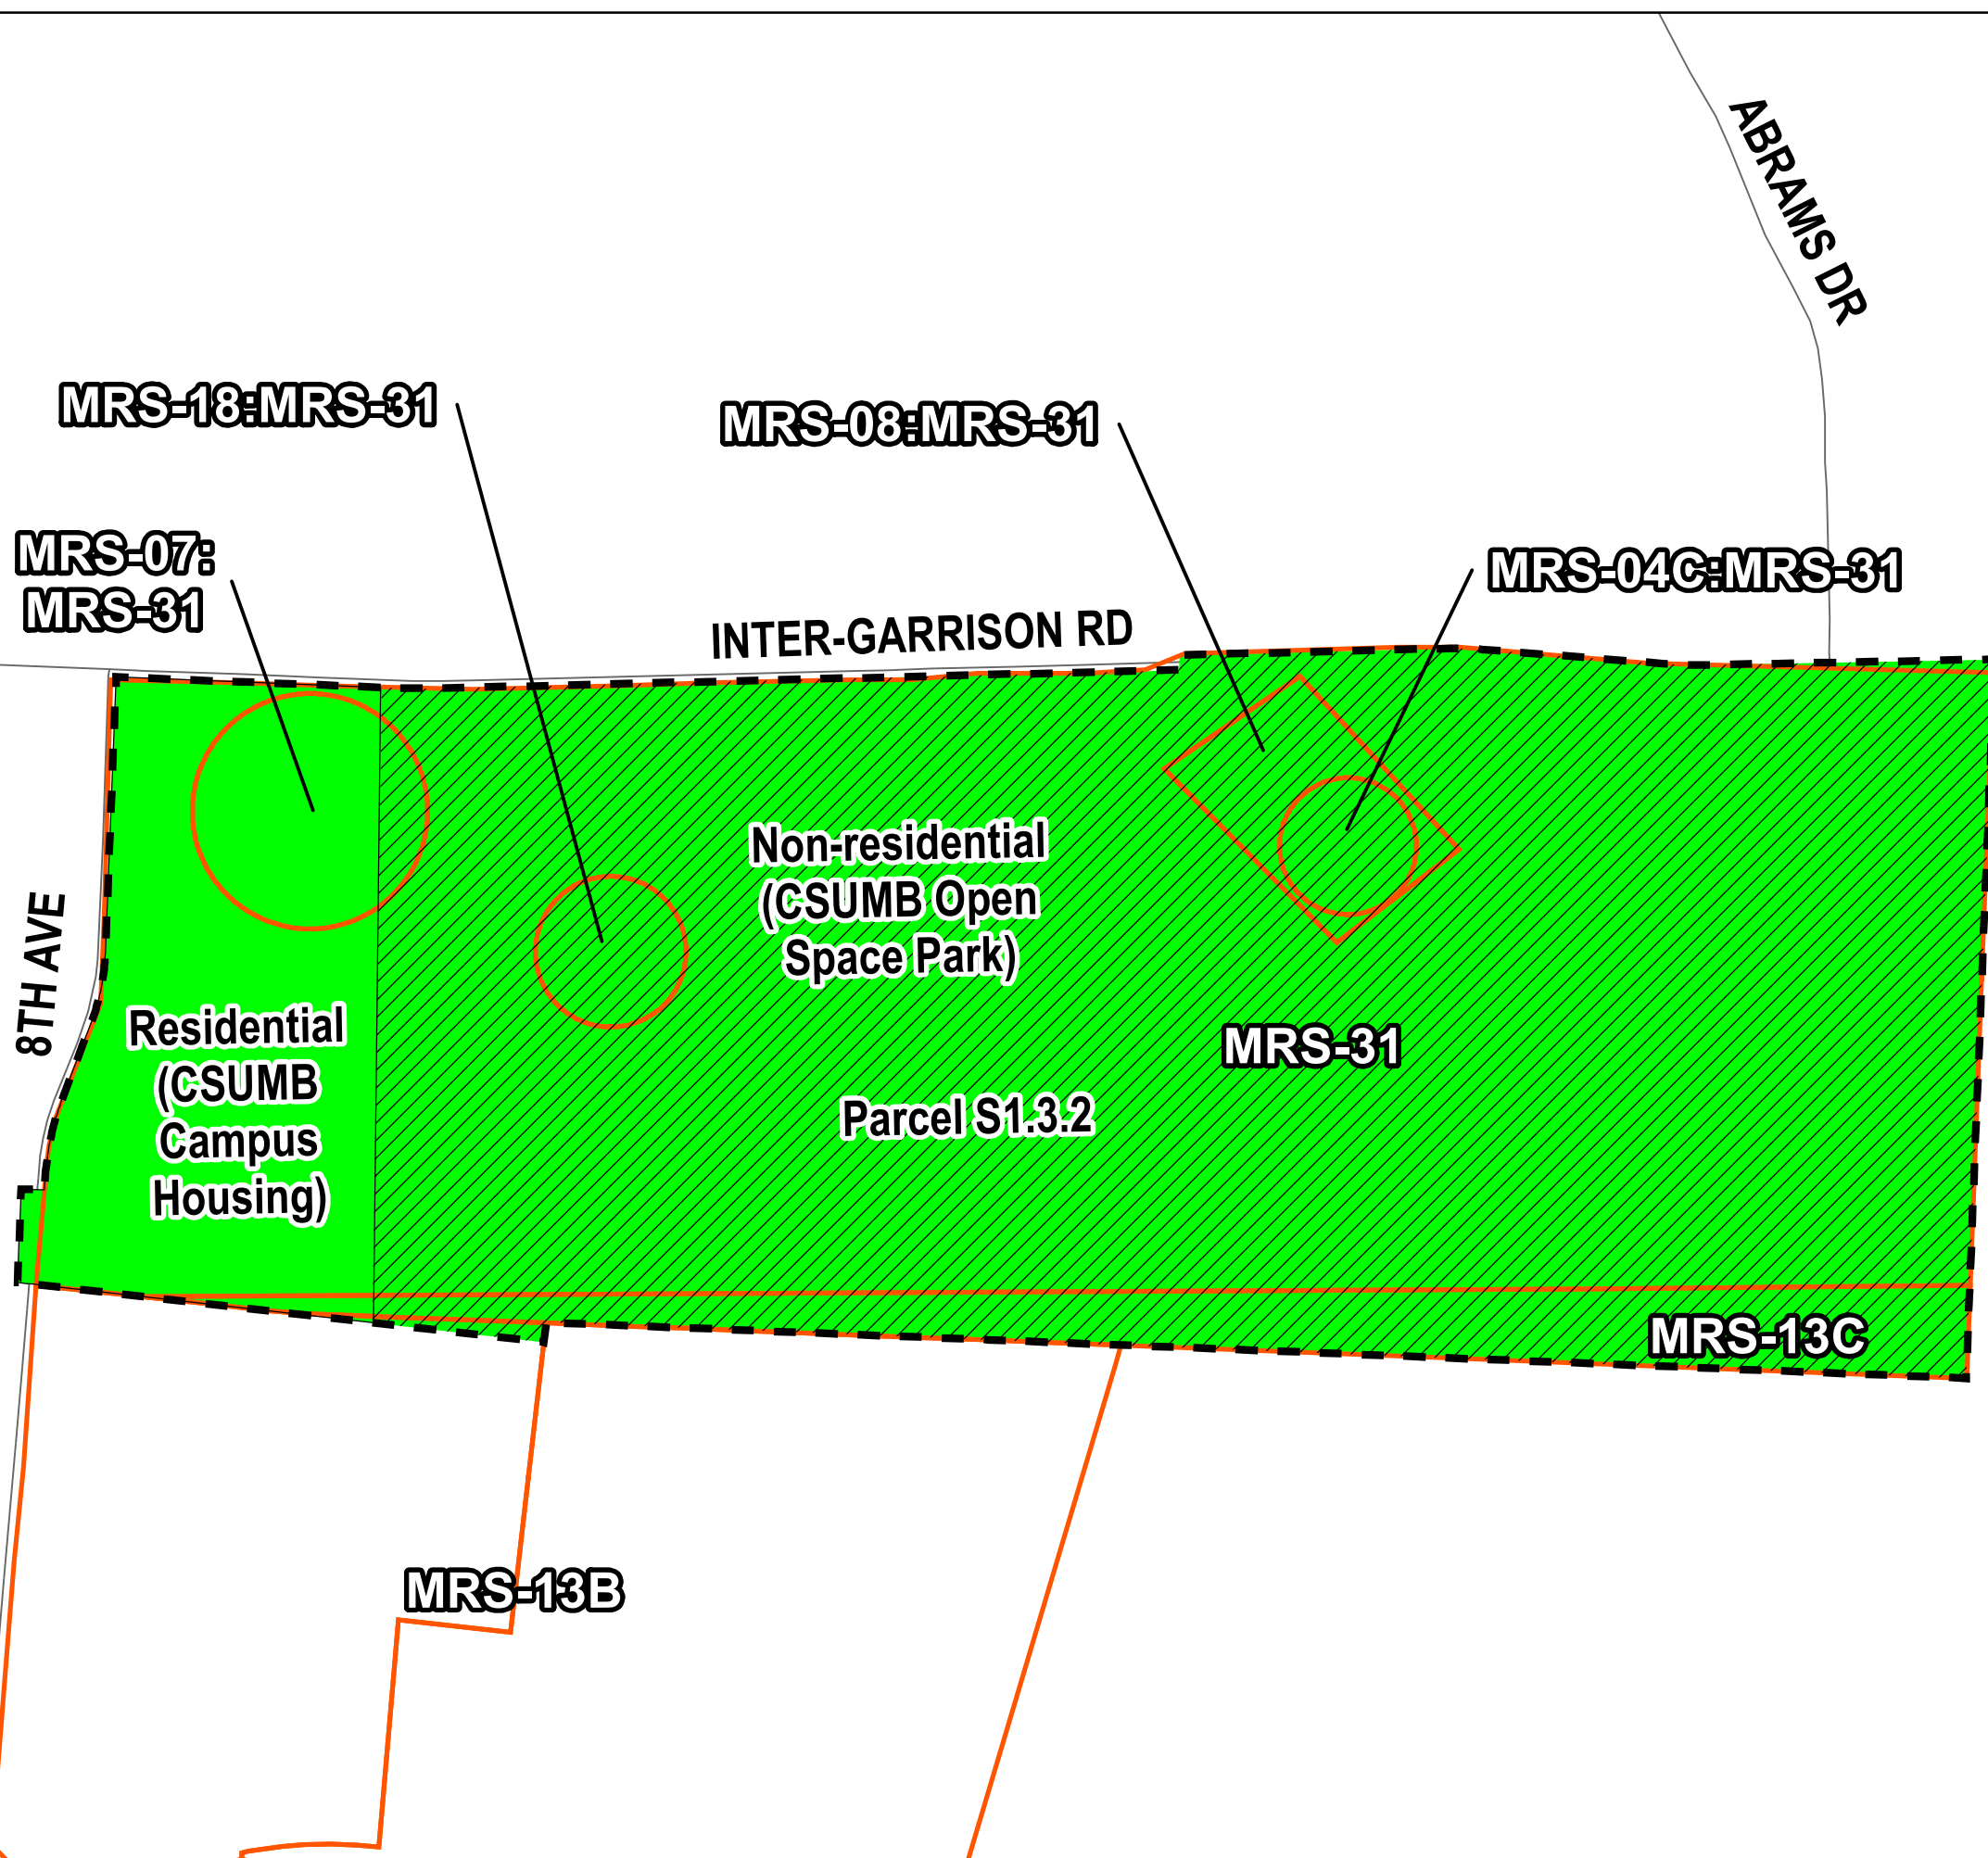 ABRAMS DR
MRS-18:MRS-31
MRS-08:MRS-31
MRS-07:
MRS-31
MRS-04C:MRS-31
INTER-GARRISON RD
Non-residential
(CSUMB Open
Space Park)
8TH AVE
Residential
(CSUMB
Campus
Housing)
MRS-31
Parcel S1.3.2
MRS-13C
MRS-13B